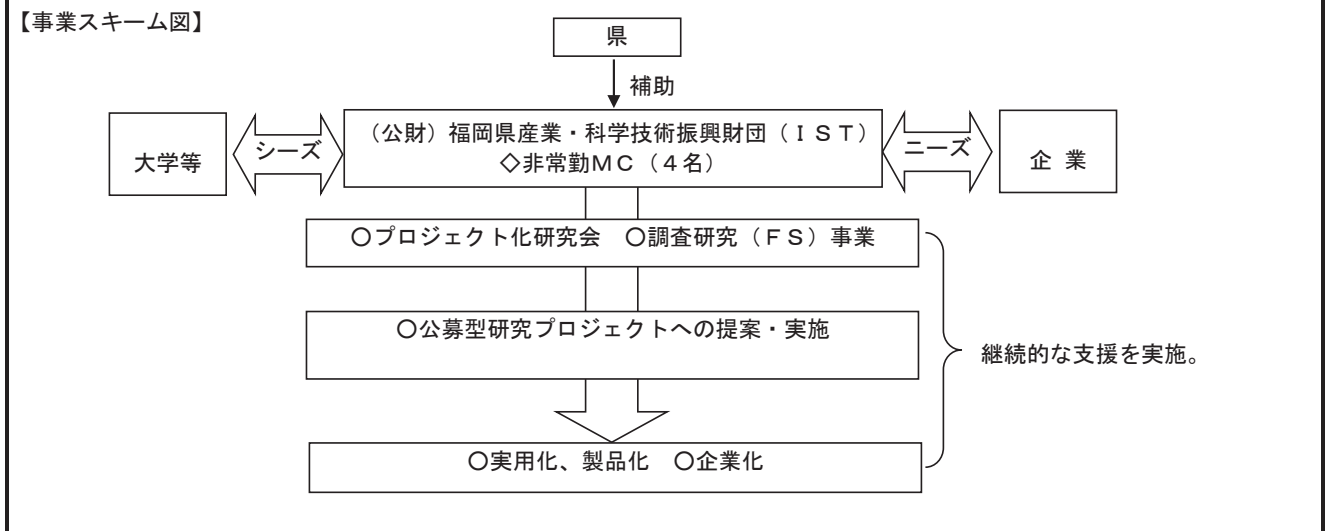 【事業スキーム図】
県
補助
大学等
シーズ
（公財）福岡県産業・科学技術振興財団（ＩＳＴ）
◇非常勤ＭＣ（４名）
ニーズ
企 業
〇プロジェクト化研究会　〇調査研究（ＦＳ）事業
〇公募型研究プロジェクトへの提案・実施
継続的な支援を実施。
〇実用化、製品化　〇企業化